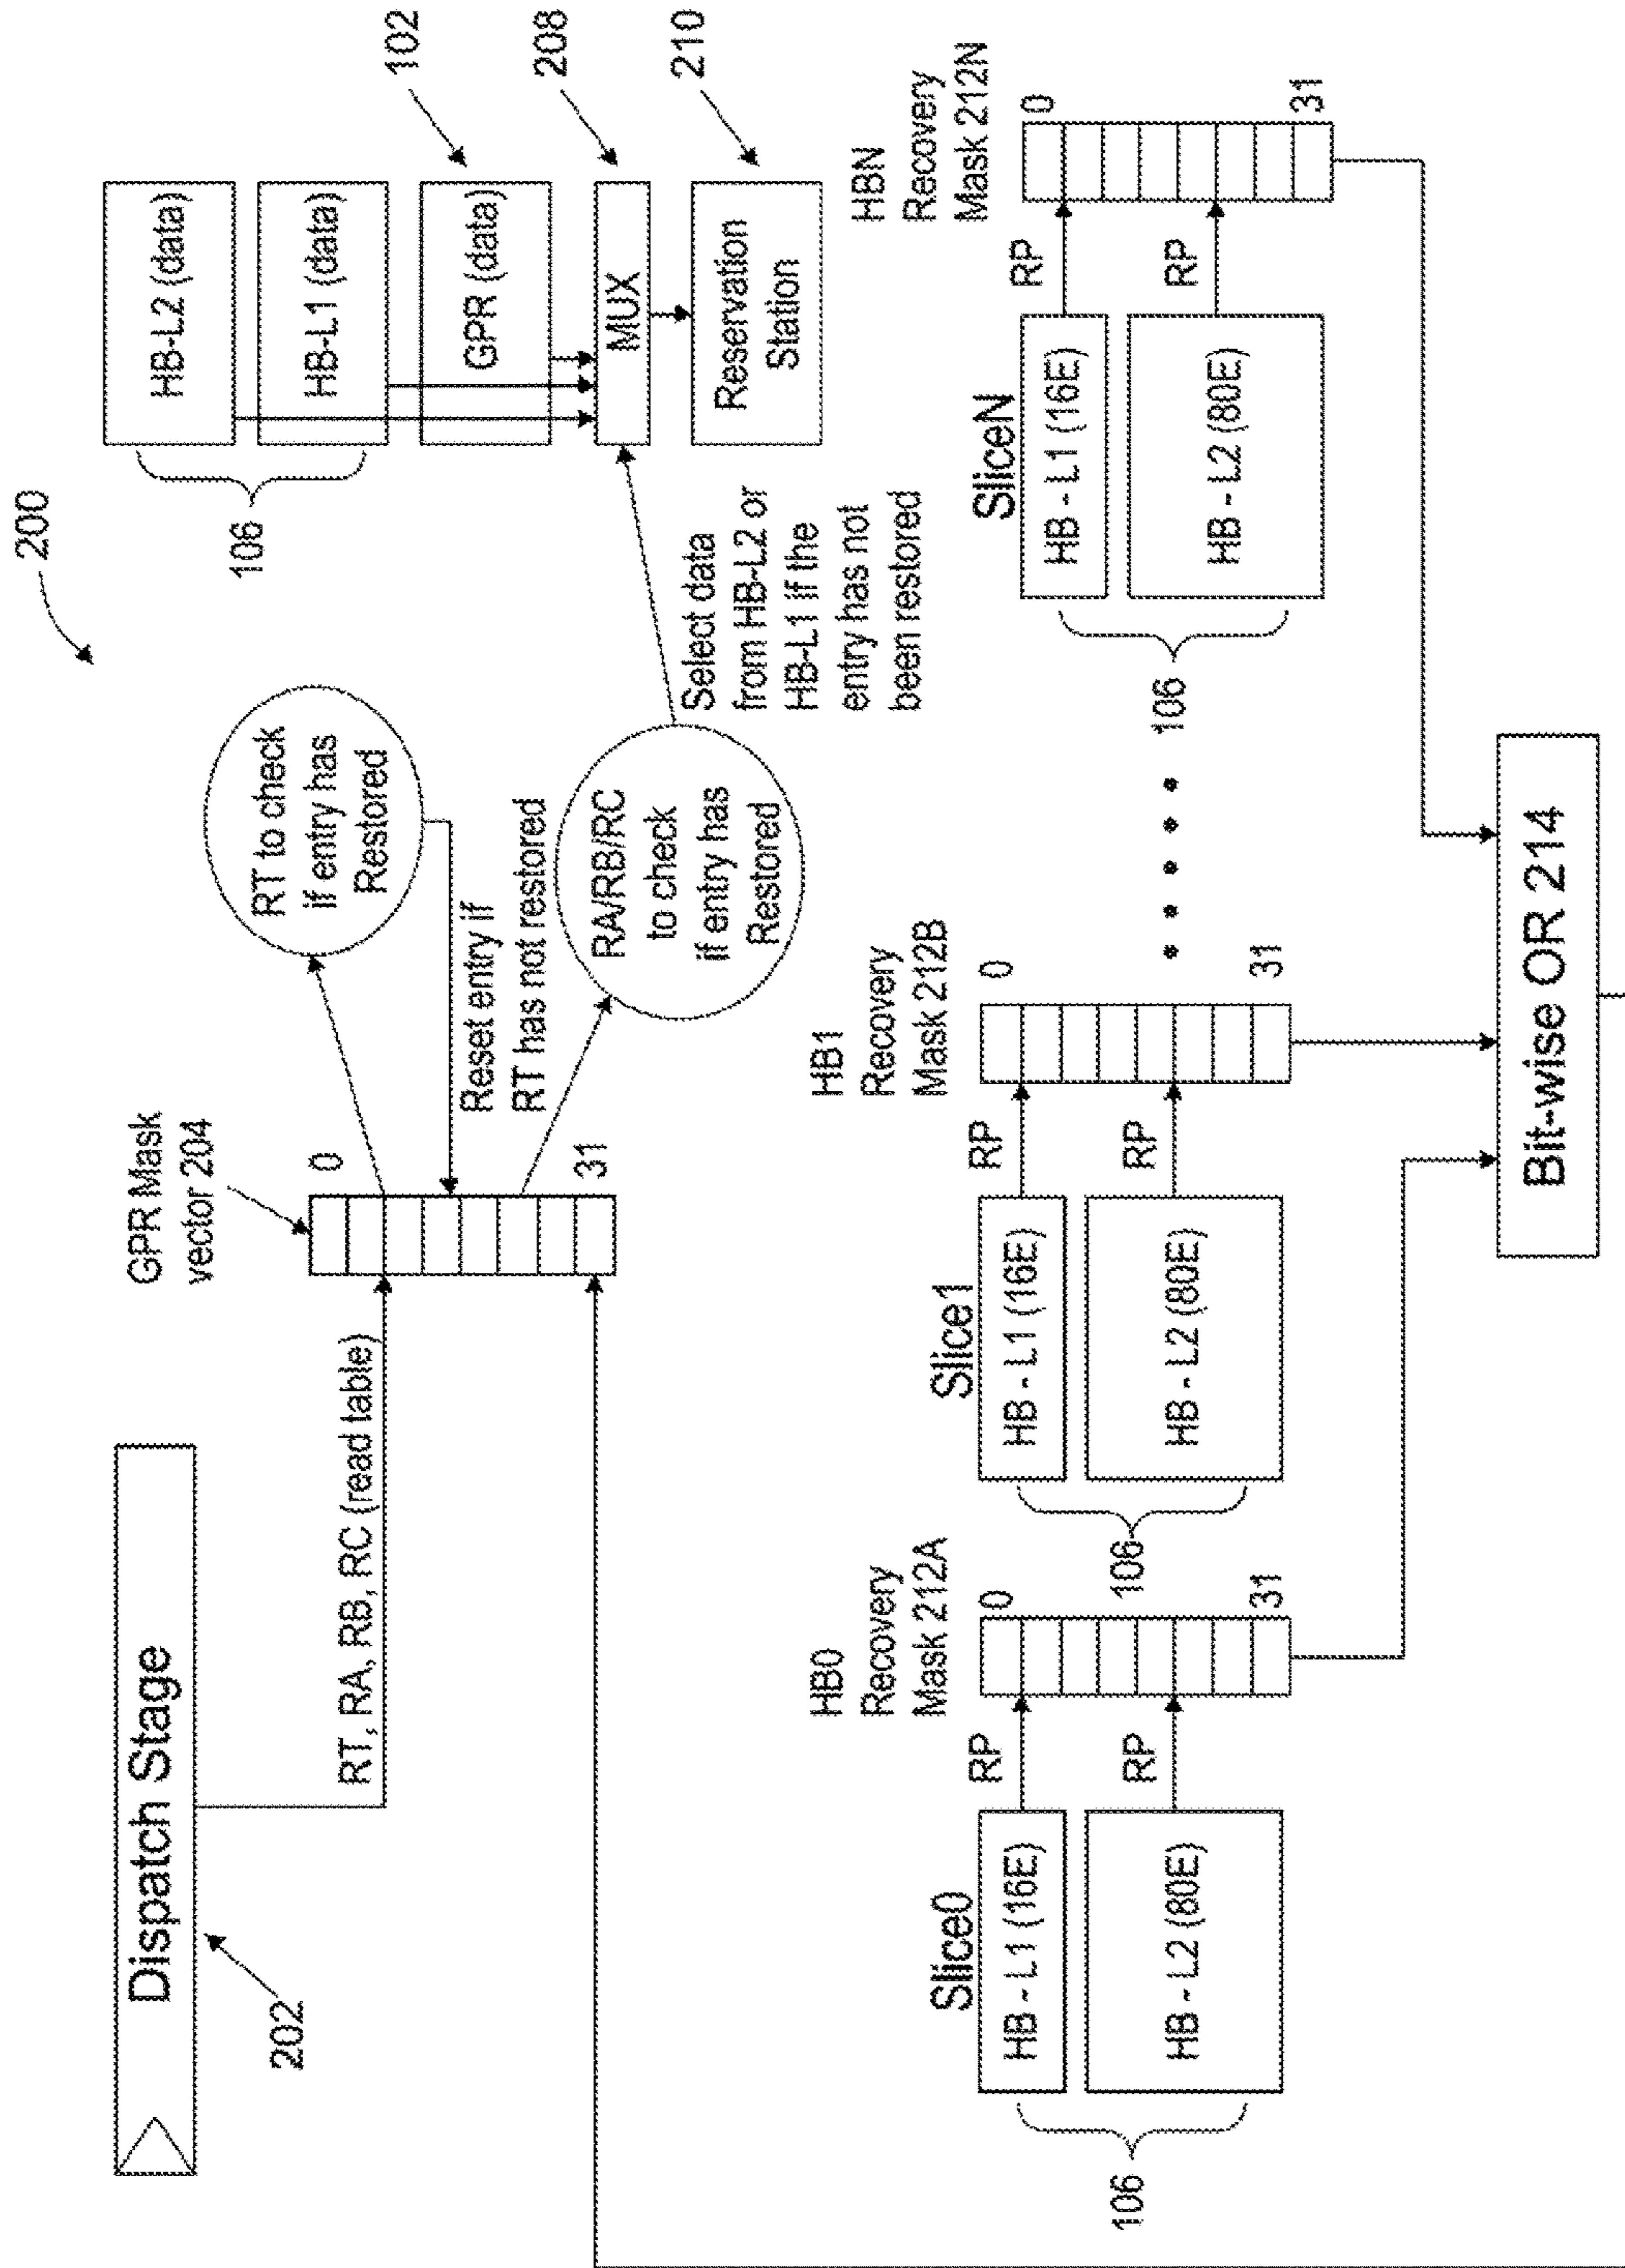 200
Dispatch Stage
202
RT, RA, RB, RC (read table)
GPR Mask
vector 204
0
31
RT to check
if entry has
Restored
Reset entry if
RT has not restored
RA/RB/RC
to check
if entry has
Restored
Select data
from HB-L2 or
HB-L1 if the
entry has not
been restored
106
HB-L2 (data)
HB-L1 (data)
GPR (data)
102
MUX
208
Reservation
Station
210
Slice0
HB - L1 (16E)
HB - L2 (80E)
106
RP
RP
HB0
Recovery
Mask 212A
0
31
Slice1
HB - L1 (16E)
HB - L2 (80E)
106
RP
RP
HB1
Recovery
Mask 212B
0
31
SliceN
HB - L1 (16E)
HB - L2 (80E)
106
RP
RP
HBN
Recovery
Mask 212N
0
31
Bit-wise OR 214